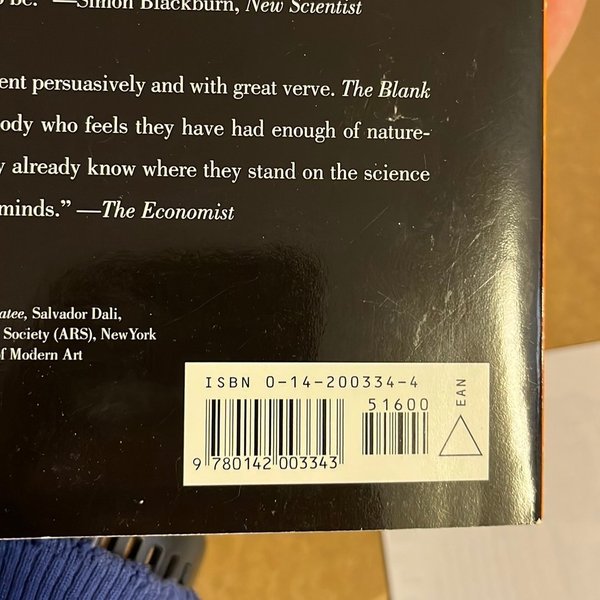 be." —Simon Blackburn, New Scientist
ent persuasively and with great verve. The Blank
ody who feels they have had enough of nature-
y already know where they stand on the science
minds." —The Economist
atee, Salvador Dali,
Society (ARS), New York
f Modern Art
ISBN 0-14-200334-4
51600
EAN
9 780142 003343